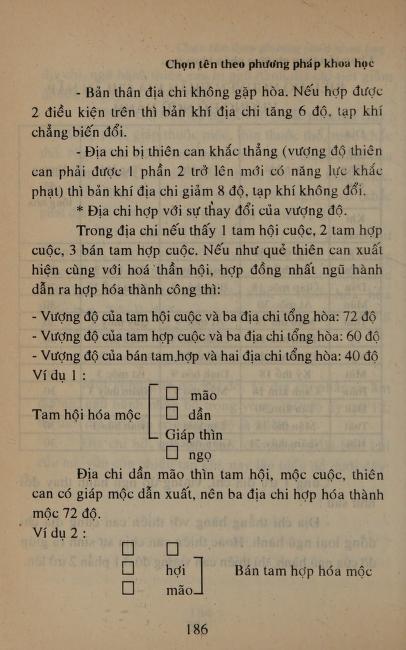 Chọn tên theo phương pháp khoa học
- Bản thân địa chi không gặp hòa. Nếu hợp được
2 điều kiện trên thì bản khí địa chi tăng 6 độ, tạp khí
chẳng biến đổi.
- Địa chi bị thiên can khắc thẳng (vượng độ thiên
can phải được 1 phần 2 trở lên mới có năng lực khắc
phạt) thì bản khí địa chi giảm 8 độ, tạp khí không đổi.
* Địa chi hợp với sự thay đổi của vượng độ.
Trong địa chi nếu thấy 1 tam hội cuộc, 2 tam hợp
cuộc, 3 bán tam hợp cuộc. Nếu như quẻ thiên can xuất
hiện cùng với hoá thần hội, hợp đồng nhất ngũ hành
dẫn ra hợp hóa thành công thì:
- Vượng độ của tam hội cuộc và ba địa chi tổng hòa: 72 độ
- Vượng độ của tam hợp cuộc và ba địa chi tổng hòa: 60 độ
- Vượng độ của bán tam hợp và hai địa chi tổng hòa: 40 độ
Ví dụ 1 :
□ mão
Tam hội hóa mộc □ dần
Giáp thìn
□ ngọ
Địa chi dần mão thìn tam hội, mộc cuộc, thiên
can có giáp mộc dẫn xuất, nên ba địa chi hợp hóa thành
mộc 72 độ.
Ví dụ 2 :
□ □
□ hợi Bán tam hợp hóa mộc
□ mão
186